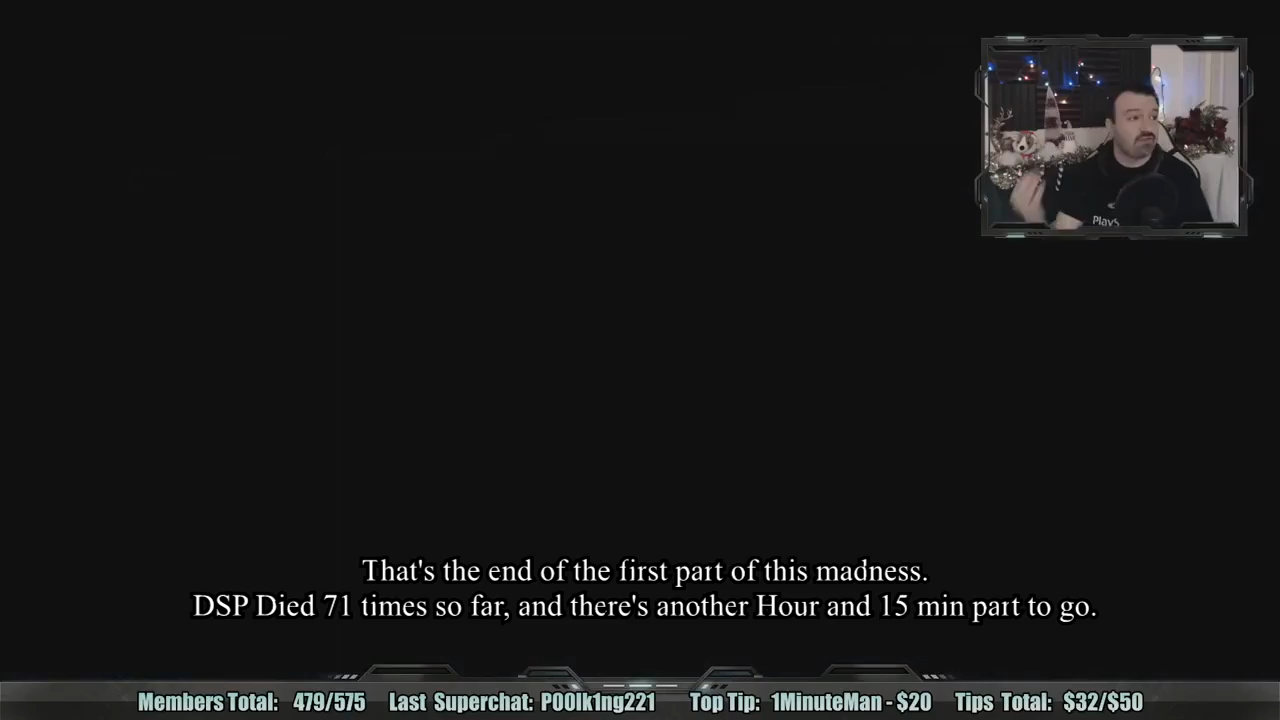 PlayS
That's the end of the first part of this madness.
DSP Died 71 times so far, and there's another Hour and 15 min part to go.
Members Total: 479/575 Last Superchat: P00lk1ng221 Top Tip: 1MinuteMan - $20 Tips Total: $32/$50